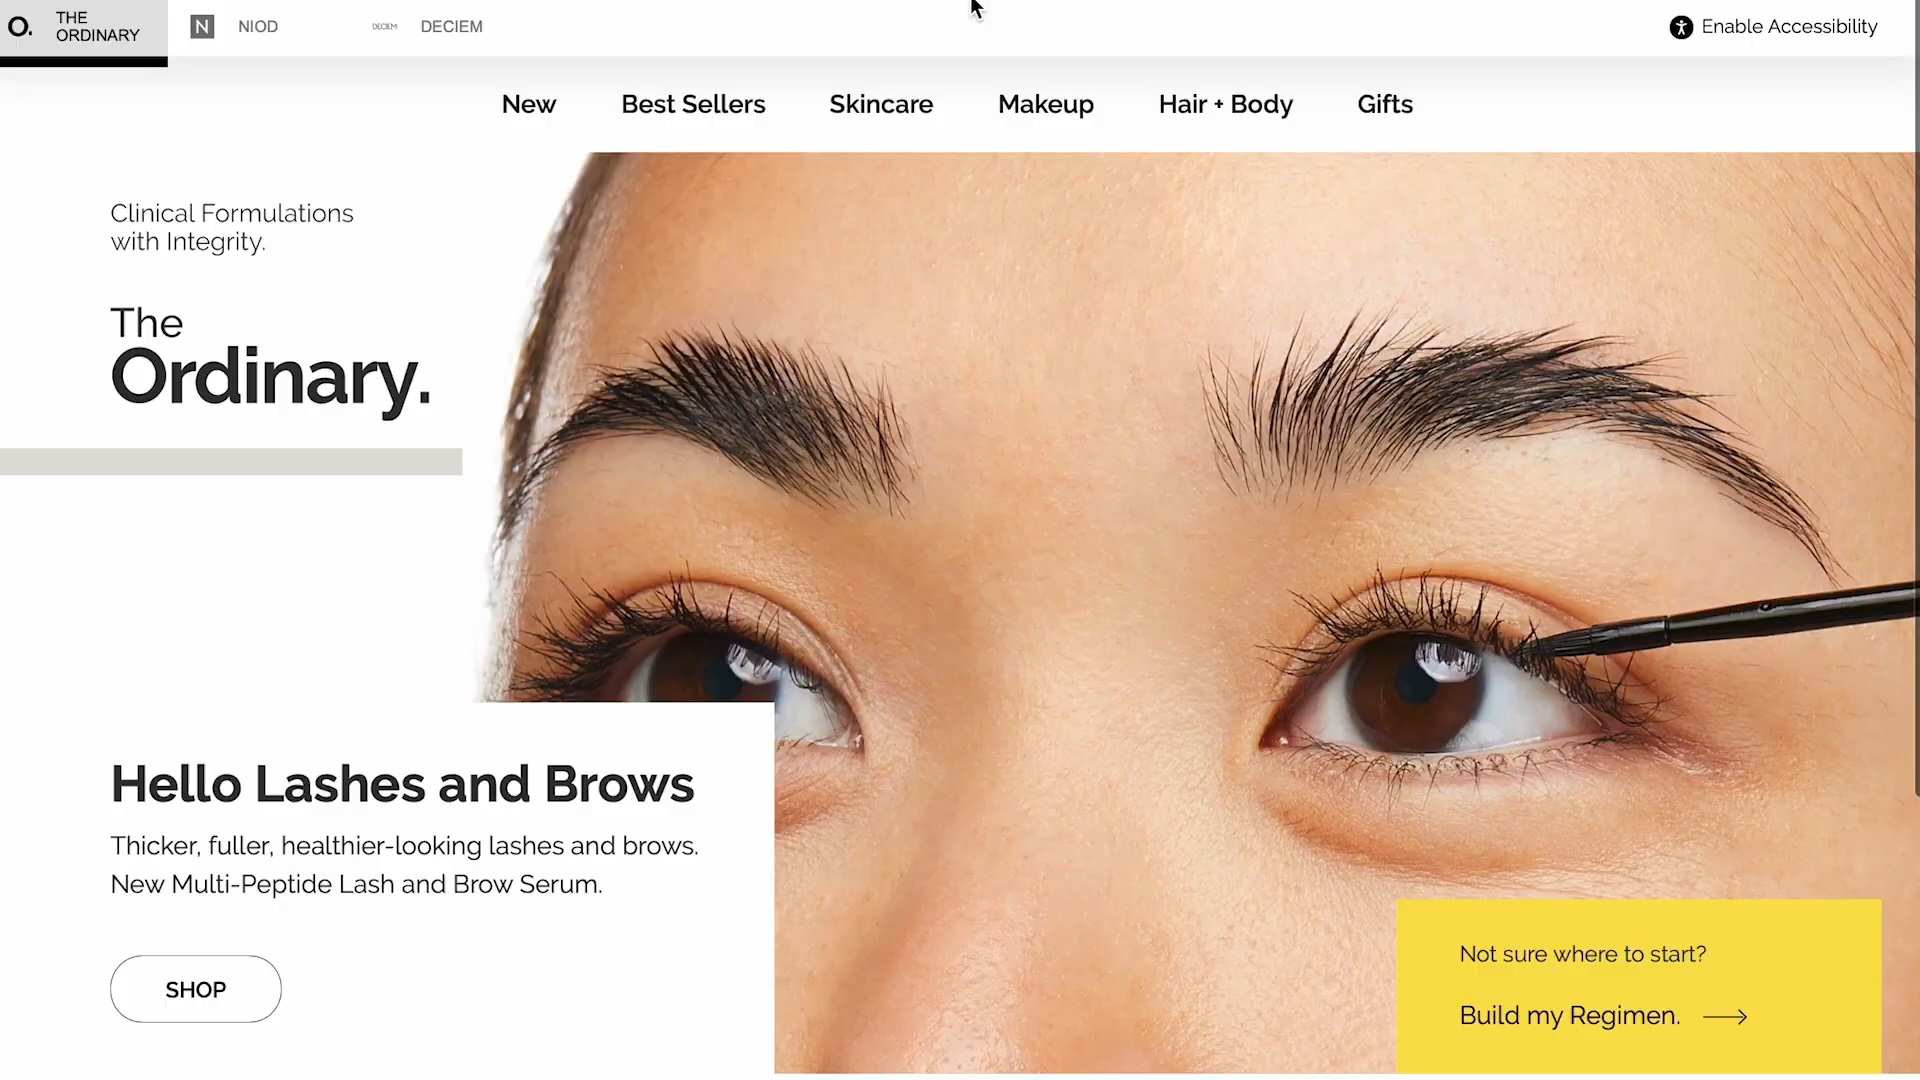 O. THE
ORDINARY
N NIOD
DECIEM DECIEM
Enable Accessibility
New Best Sellers Skincare Makeup Hair + Body Gifts
Clinical Formulations
with Integrity.
The
Ordinary.
Hello Lashes and Brows
Thicker, fuller, healthier-looking lashes and brows.
New Multi-Peptide Lash and Brow Serum.
SHOP
Not sure where to start?
Build my Regimen.